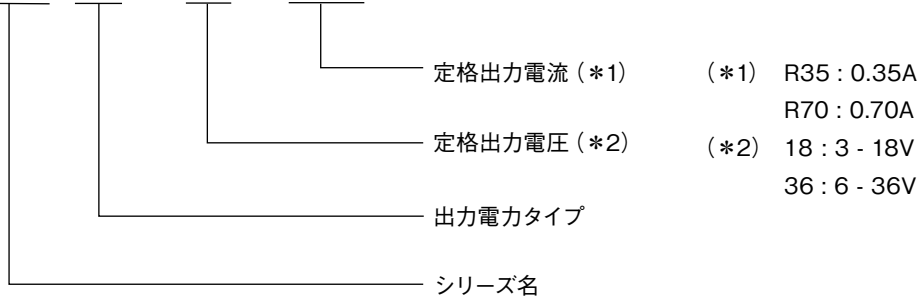 定格出力電流（＊1） （＊1） R35 : 0.35A
R70 : 0.70A
定格出力電圧（＊2） （＊2） 18 : 3 - 18V
36 : 6 - 36V
出力電力タイプ
シリーズ名